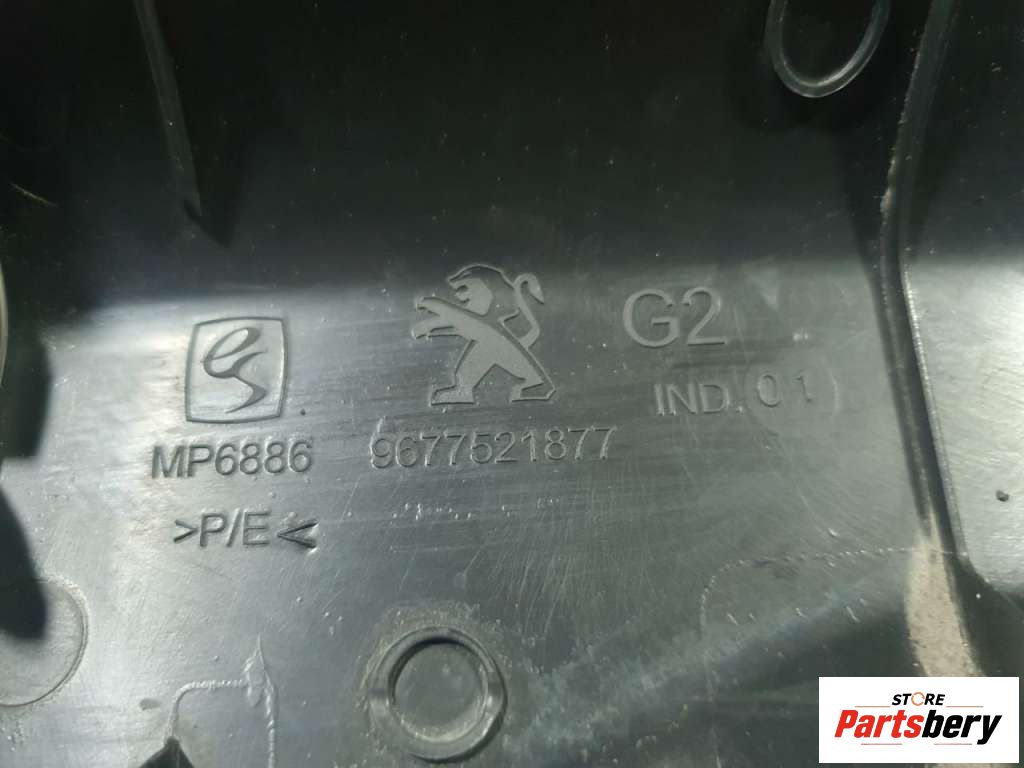 G2
IND. 01
MP6886
9677521877
>P/E<
STORE
Partsbery